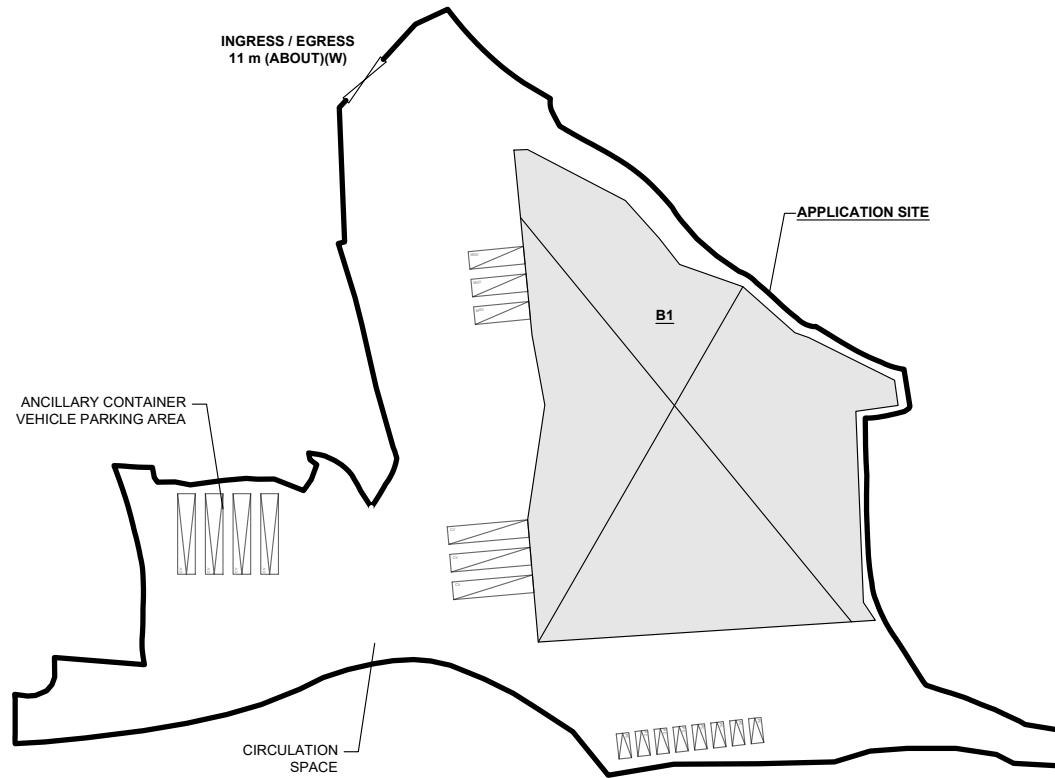 INGRESS / EGRESS
11 m (ABOUT)(W)
APPLICATION SITE
B1
ANCILLARY CONTAINER
VEHICLE PARKING AREA
CIRCULATION
SPACE